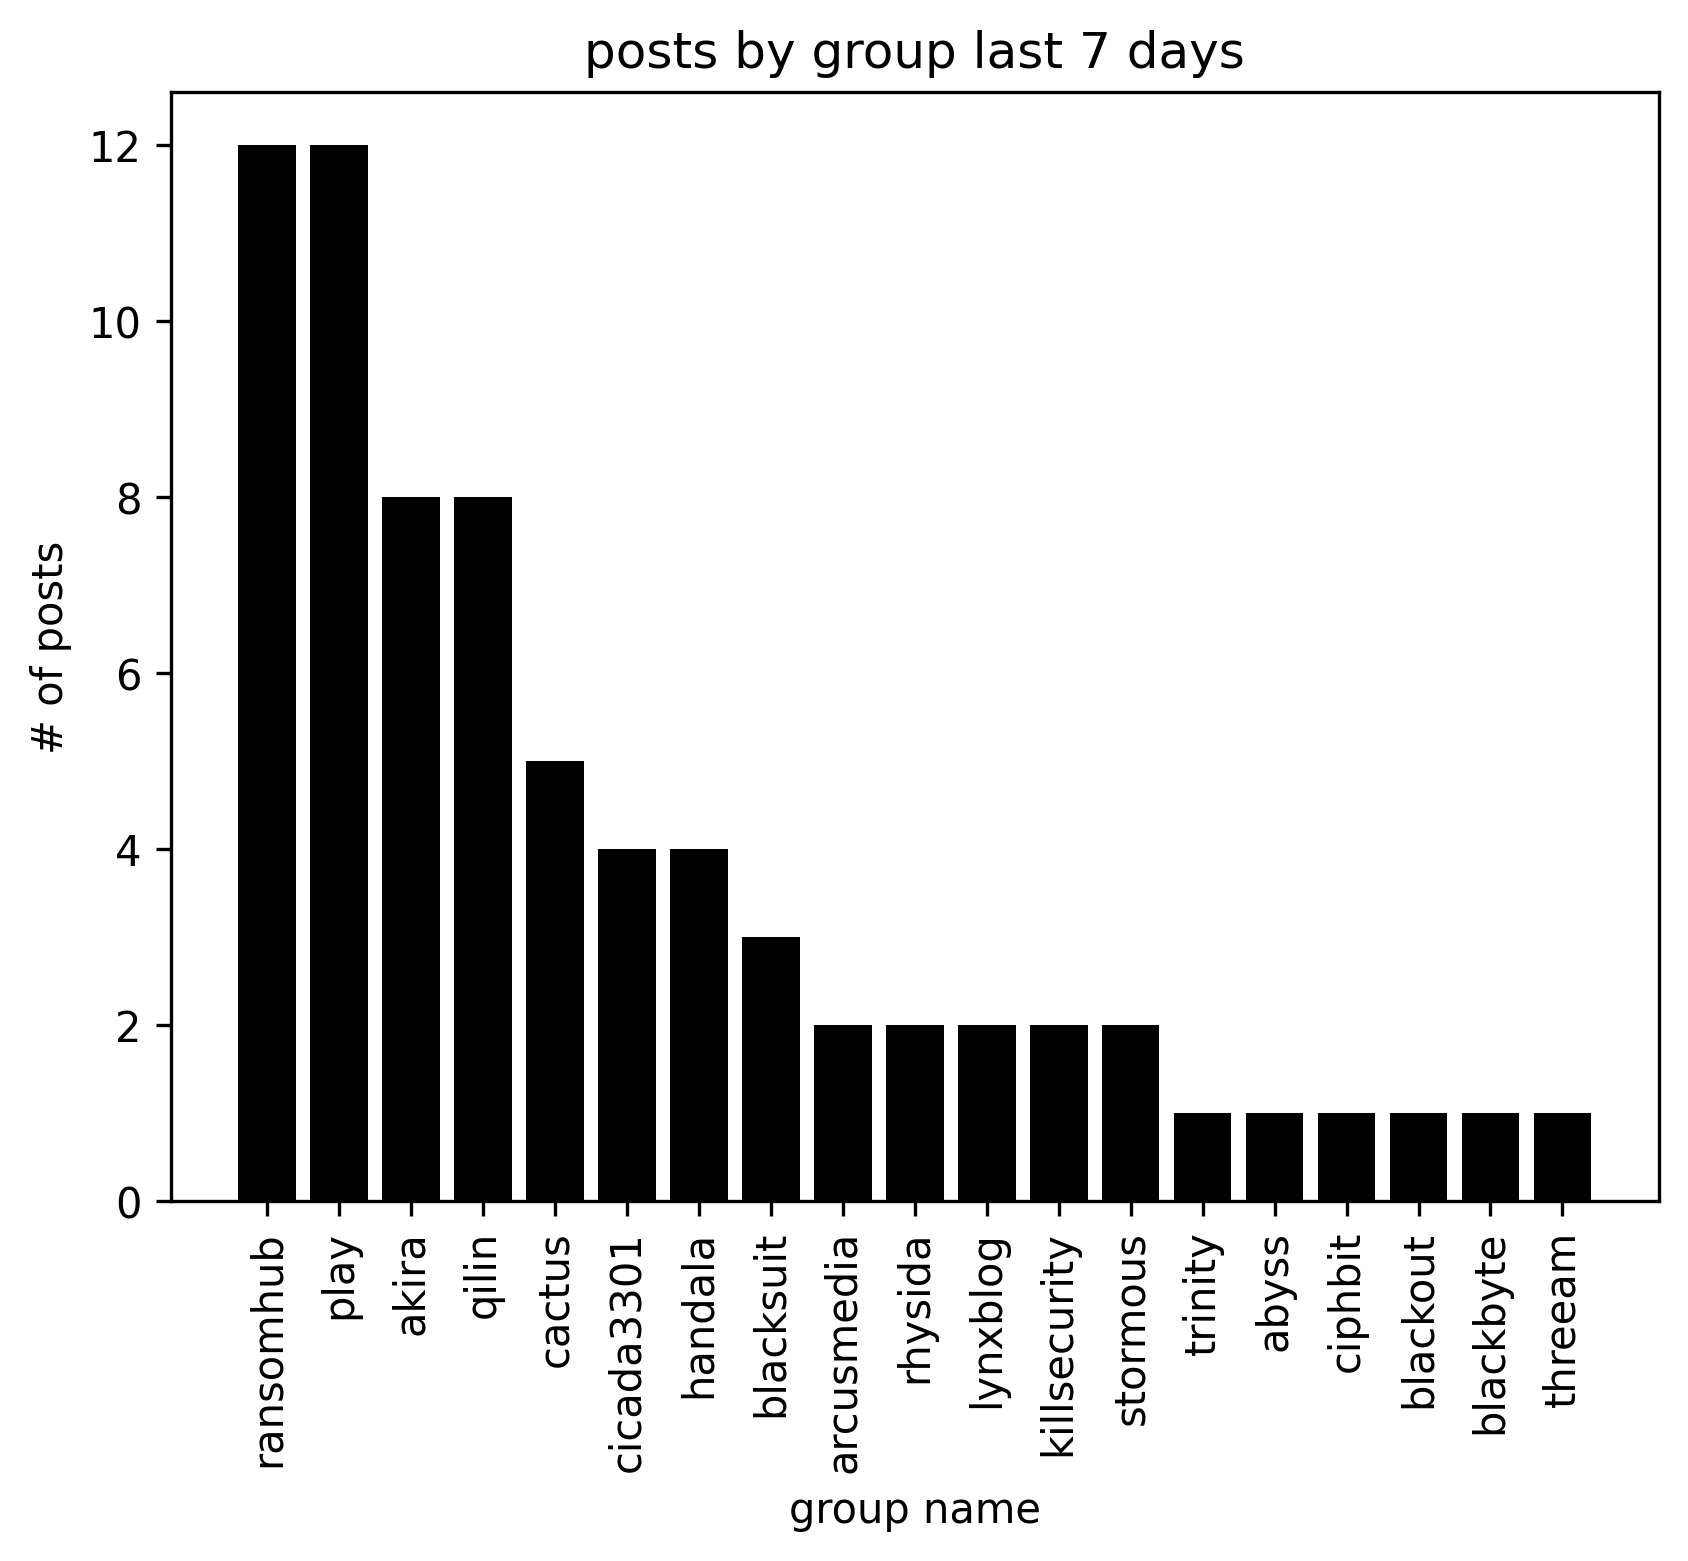 posts by group last 7 days
# of posts
12
10
8
6
4
2
0
ransomhub
play
akira
qilin
cactus
cicada3301
handala
blacksuit
arcusmedia
rhysida
lynxblog
killsecurity
stormous
trinity
abyss
ciphbit
blackout
blackbyte
threeam
group name